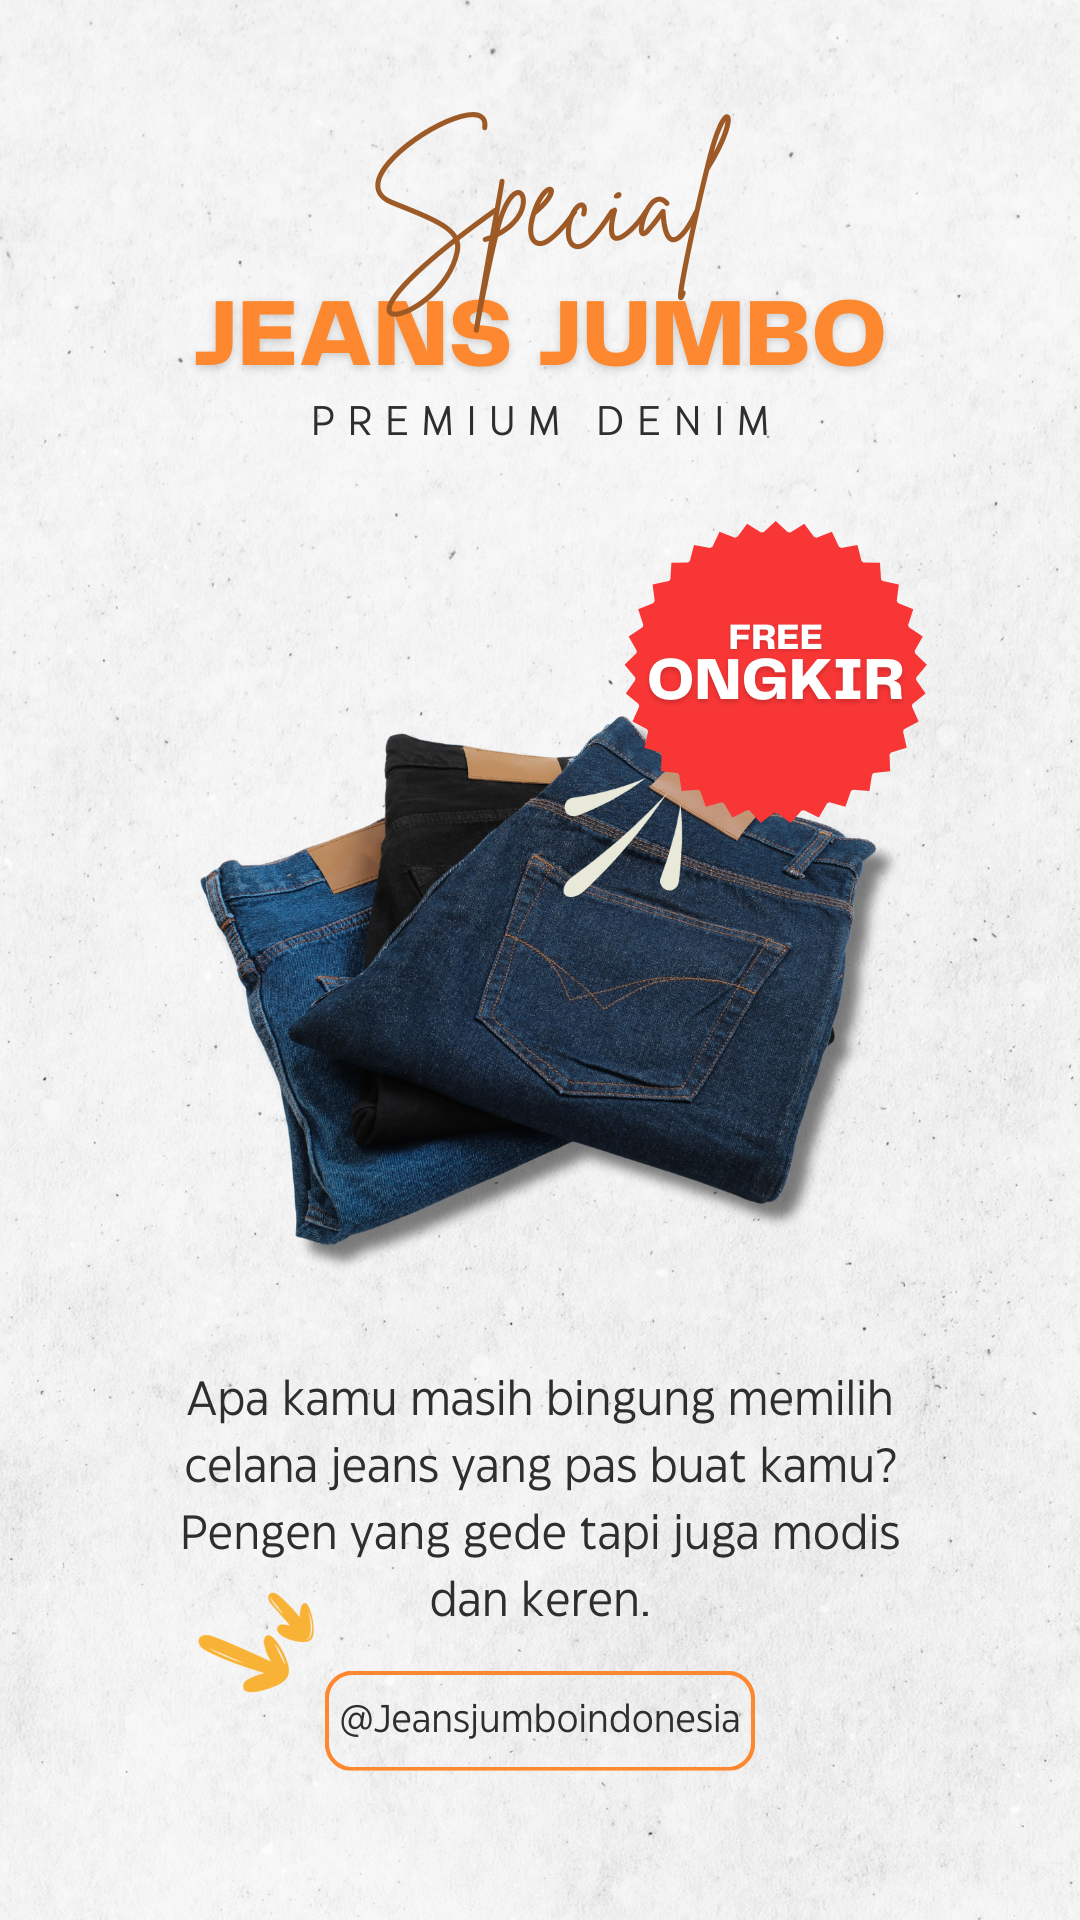 Special
JEANS JUMBO
PREMIUM DENIM
FREE
ONGKIR
Apa kamu masih bingung memilih
celana jeans yang pas buat kamu?
Pengen yang gede tapi juga modis
dan keren.
@Jeansjumboindonesia